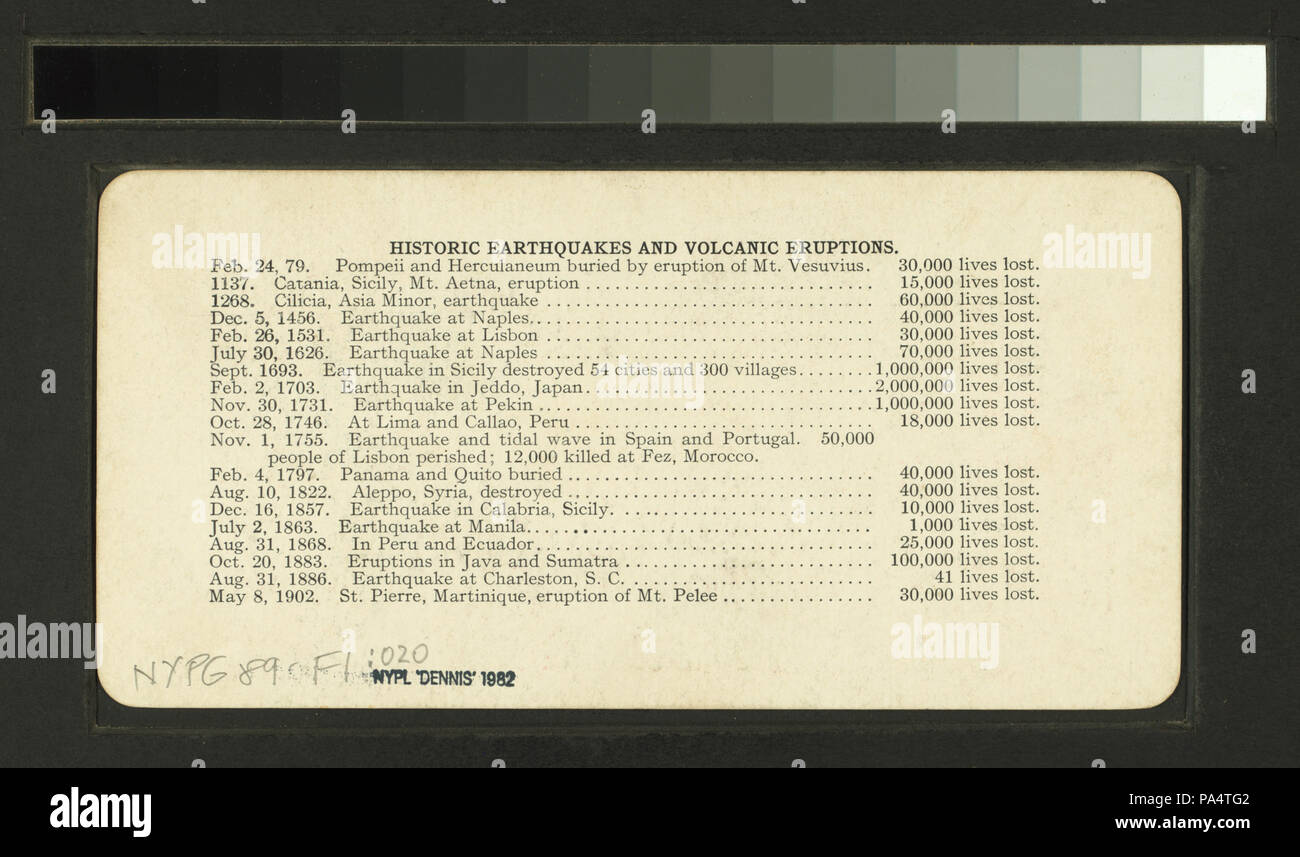 HISTORIC EARTHQUAKES AND VOLCANIC ERUPTIONS.
Feb. 24, 79. Pompeii and Herculaneum buried by eruption of Mt. Vesuvius. 30,000 lives lost.
1137. Catania, Sicily, Mt. Aetna, eruption .............................. 15,000 lives lost.
1268. Cilicia, Asia Minor, earthquake .................................. 60,000 lives lost.
Dec. 5, 1456. Earthquake at Naples.................................... 40,000 lives lost.
Feb. 26, 1531. Earthquake at Lisbon .................................. 30,000 lives lost.
July 30, 1626. Earthquake at Naples .................................. 70,000 lives lost.
Sept. 1693. Earthquake in Sicily destroyed 54 cities and 300 villages........1,000,000 lives lost.
Feb. 2, 1703. Earthquake in Jeddo, Japan..............................2,000,000 lives lost.
Nov. 30, 1731. Earthquake at Pekin ...................................1,000,000 lives lost.
Oct. 28, 1746. At Lima and Callao, Peru ............................... 18,000 lives lost.
Nov. 1, 1755. Earthquake and tidal wave in Spain and Portugal. 50,000
people of Lisbon perished; 12,000 killed at Fez, Morocco.
Feb. 4, 1797. Panama and Quito buried ................................ 40,000 lives lost.
Aug. 10, 1822. Aleppo, Syria, destroyed ................................ 40,000 lives lost.
Dec. 16, 1857. Earthquake in Calabria, Sicily............................ 10,000 lives lost.
July 2, 1863. Earthquake at Manila.................................... 1,000 lives lost.
Aug. 31, 1868. In Peru and Ecuador................................... 25,000 lives lost.
Oct. 20, 1883. Eruptions in Java and Sumatra .......................... 100,000 lives lost.
Aug. 31, 1886. Earthquake at Charleston, S. C. .......................... 41 lives lost.
May 8, 1902. St. Pierre, Martinique, eruption of Mt. Pelee ................ 30,000 lives lost.
NYPG 89 F1 :020
NYPL 'DENNIS' 1982
alamy
Image ID: PA4TG2
www.alamy.com